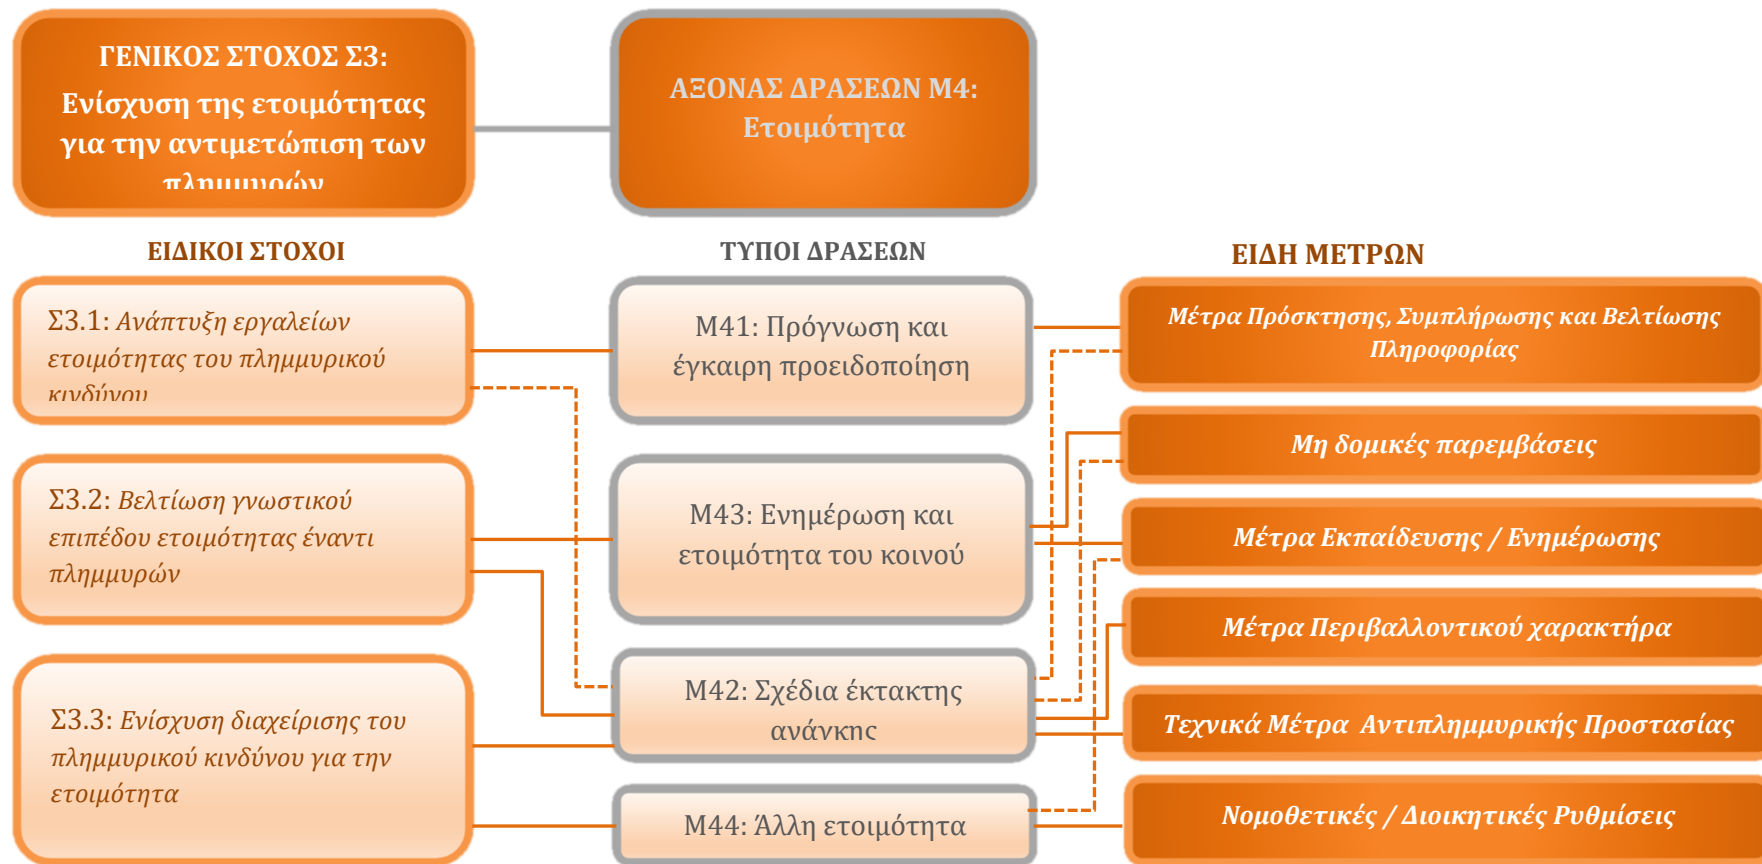 ΓΕΝΙΚΟΣ ΣΤΟΧΟΣ Σ3:
Ενίσχυση της ετοιμότητας
για την αντιμετώπιση των
πλημμυρών
ΑΞΟΝΑΣ ΔΡΑΣΕΩΝ Μ4:
Ετοιμότητα
ΕΙΔΙΚΟΙ ΣΤΟΧΟΙ
Σ3.1: Ανάπτυξη εργαλείων
ετοιμότητας του πλημμυρικού
κινδύνου
Σ3.2: Βελτίωση γνωστικού
επιπέδου ετοιμότητας έναντι
πλημμυρών
Σ3.3: Ενίσχυση διαχείρισης του
πλημμυρικού κινδύνου για την
ετοιμότητα
ΤΥΠΟΙ ΔΡΑΣΕΩΝ
Μ41: Πρόγνωση και
έγκαιρη προειδοποίηση
Μ43: Ενημέρωση και
ετοιμότητα του κοινού
Μ42: Σχέδια έκτακτης
ανάγκης
Μ44: Άλλη ετοιμότητα
ΕΙΔΗ ΜΕΤΡΩΝ
Μέτρα Πρόσκτησης, Συμπλήρωσης και Βελτίωσης
Πληροφορίας
Μη δομικές παρεμβάσεις
Μέτρα Εκπαίδευσης / Ενημέρωσης
Μέτρα Περιβαλλοντικού χαρακτήρα
Τεχνικά Μέτρα Αντιπλημμυρικής Προστασίας
Νομοθετικές / Διοικητικές Ρυθμίσεις